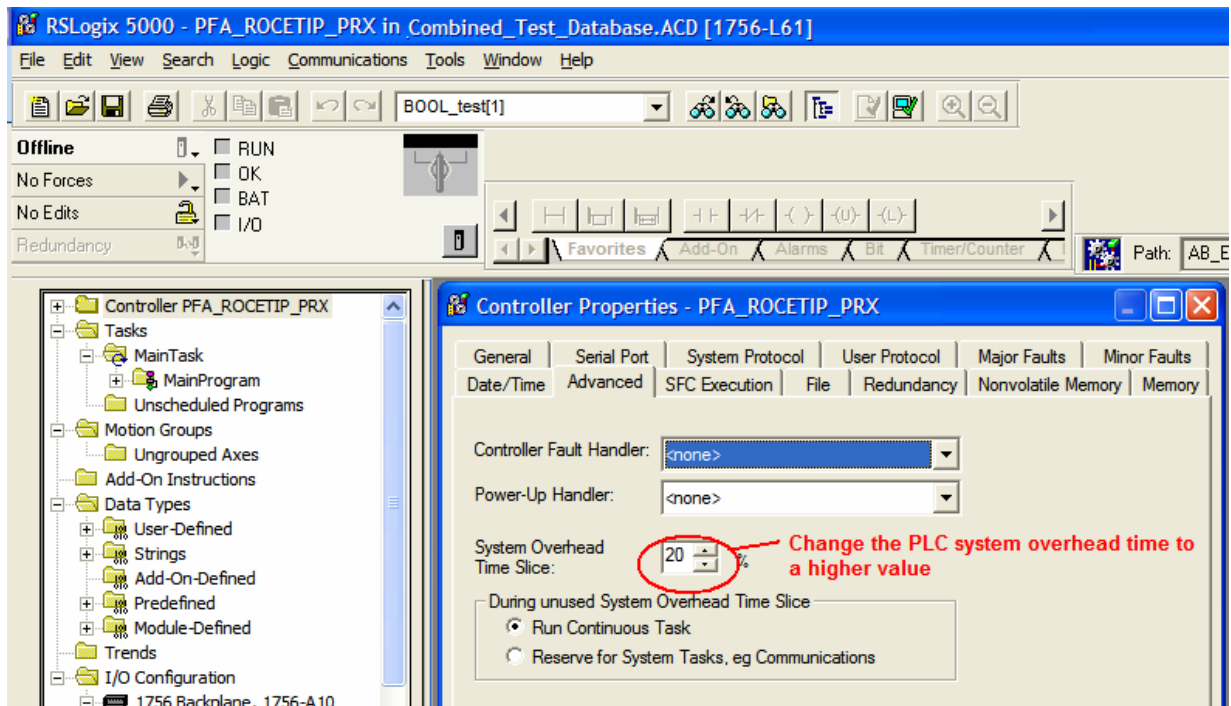 RSLogix 5000 - PFA_ROCETIP_PRX in Combined_Test_Database.ACD [1756-L61]
File Edit View Search Logic Communications Tools Window Help
BOOL_test[1]
Offline
RUN
No Forces
OK
No Edits
BAT
Redundancy
I/O
Favorites Add-On Alarms Bit Timer/Counter
Path: AB_E
Controller PFA_ROCETIP_PRX
Tasks
MainTask
MainProgram
Unscheduled Programs
Motion Groups
Ungrouped Axes
Add-On Instructions
Data Types
User-Defined
Strings
Add-On-Defined
Predefined
Module-Defined
Trends
I/O Configuration
1756 Backplane, 1756-A10
Controller Properties - PFA_ROCETIP_PRX
General Serial Port System Protocol User Protocol Major Faults Minor Faults
Date/Time Advanced SFC Execution File Redundancy Nonvolatile Memory Memory
Controller Fault Handler: <none>
Power-Up Handler: <none>
System Overhead
Time Slice:
20 %
Change the PLC system overhead time to
a higher value
During unused System Overhead Time Slice
Run Continuous Task
Reserve for System Tasks, eg Communications